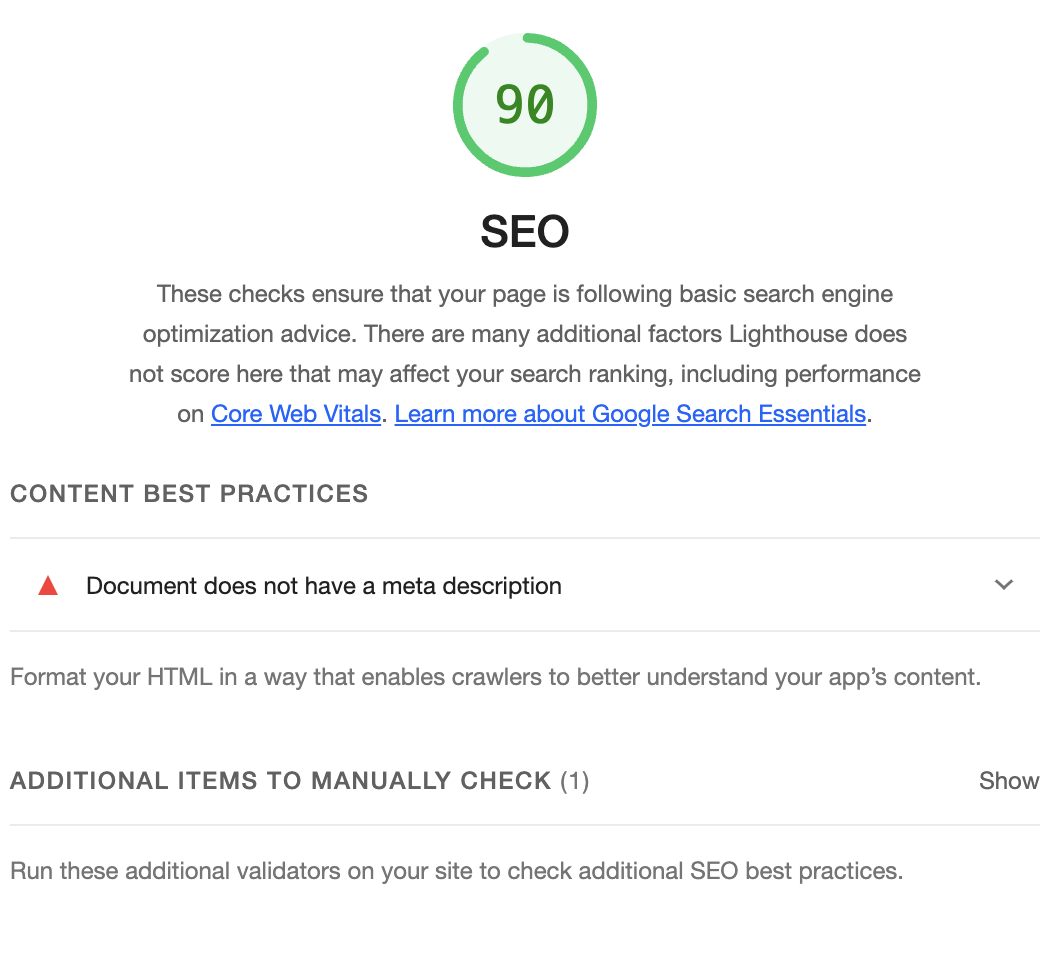 90
SEO
These checks ensure that your page is following basic search engine
optimization advice. There are many additional factors Lighthouse does
not score here that may affect your search ranking, including performance
on Core Web Vitals. Learn more about Google Search Essentials.
CONTENT BEST PRACTICES
Document does not have a meta description
Format your HTML in a way that enables crawlers to better understand your app’s content.
ADDITIONAL ITEMS TO MANUALLY CHECK (1) Show
Run these additional validators on your site to check additional SEO best practices.